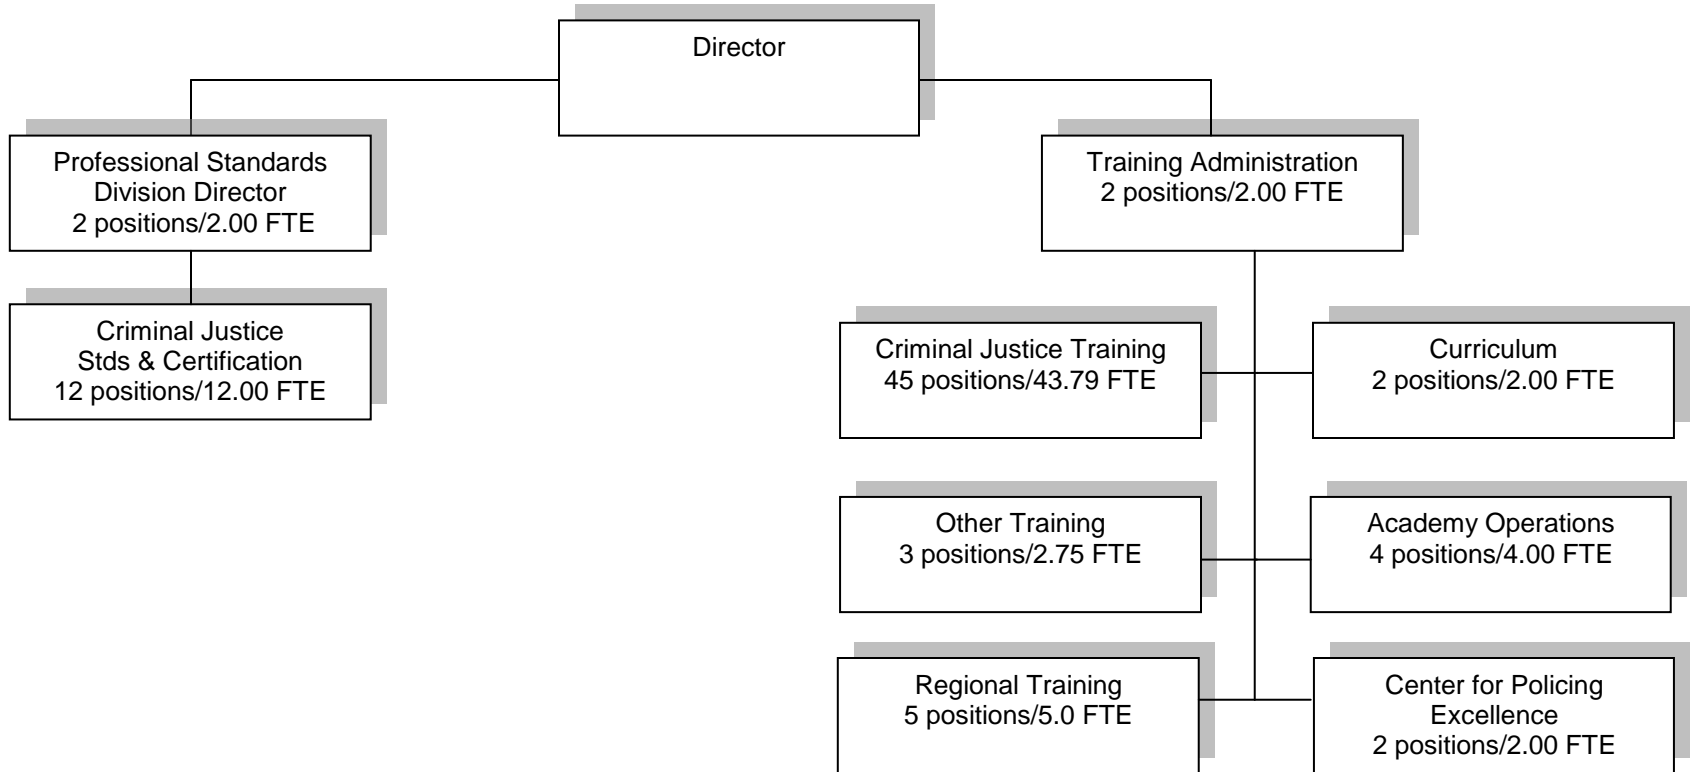 Director
Professional Standards
Division Director
2 positions/2.00 FTE
Training Administration
2 positions/2.00 FTE
Criminal Justice
Stds & Certification
12 positions/12.00 FTE
Criminal Justice Training
45 positions/43.79 FTE
Curriculum
2 positions/2.00 FTE
Other Training
3 positions/2.75 FTE
Academy Operations
4 positions/4.00 FTE
Regional Training
5 positions/5.0 FTE
Center for Policing
Excellence
2 positions/2.00 FTE